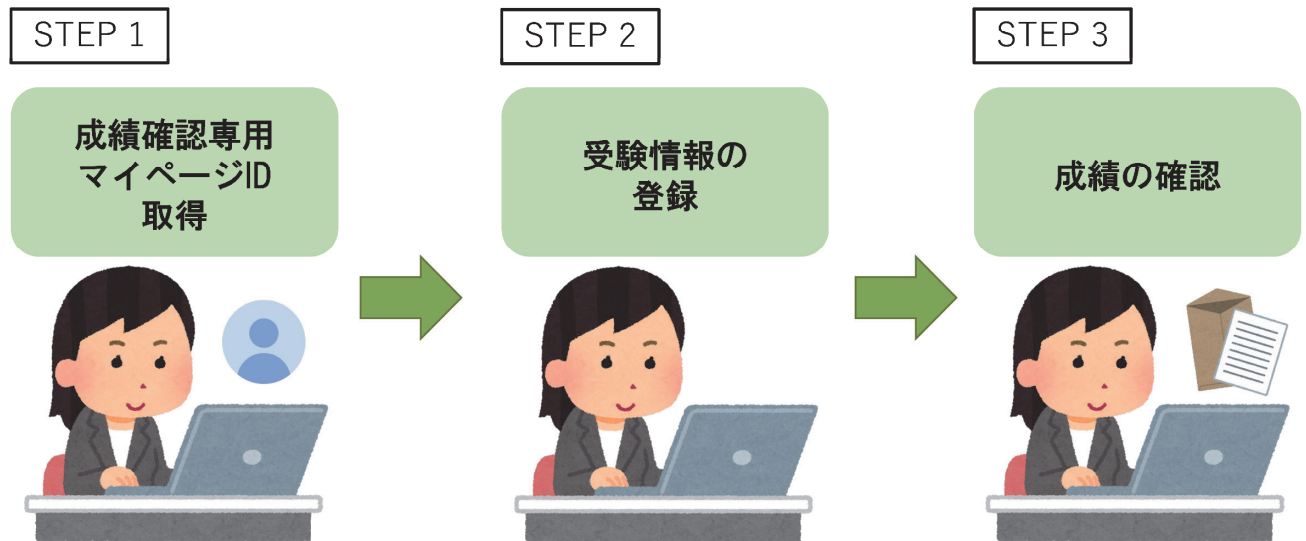 STEP 1
成績確認専用
マイページID
取得
STEP 2
受験情報の
登録
STEP 3
成績の確認